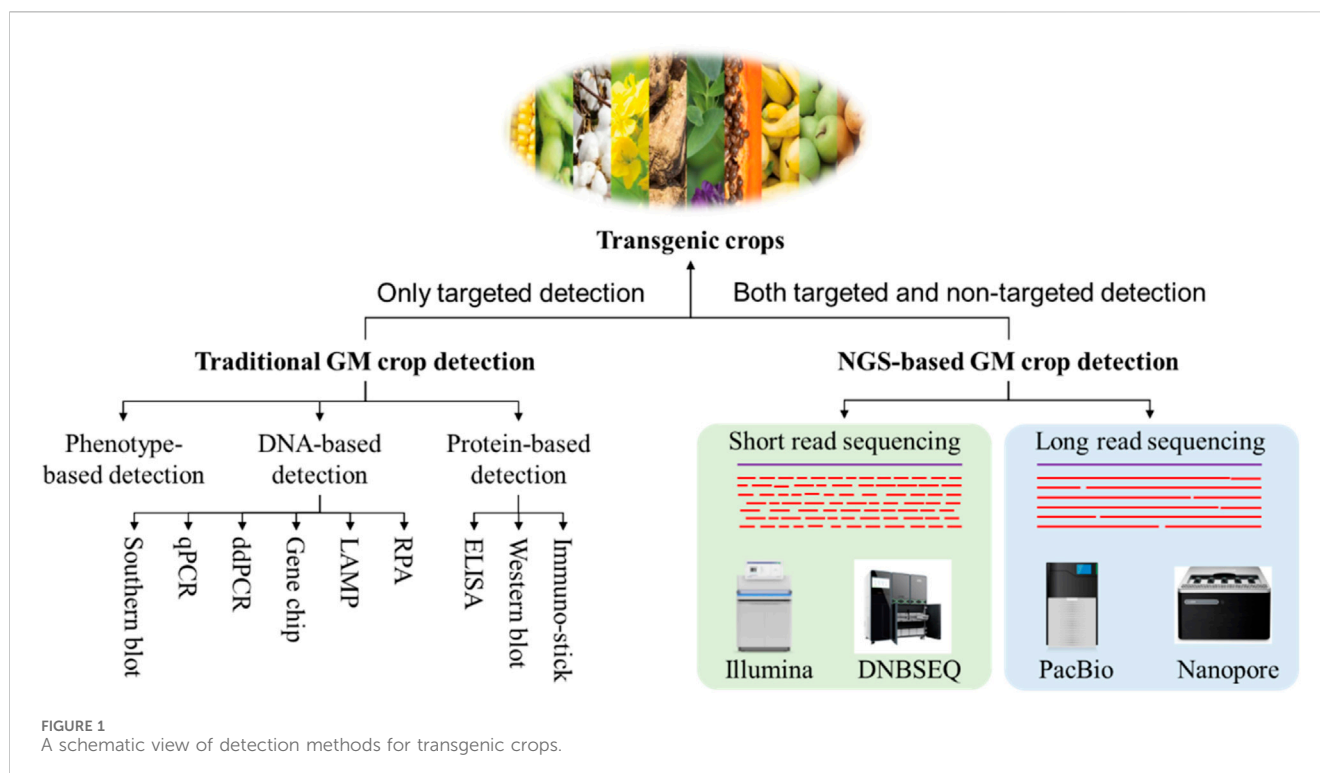 Transgenic crops
Only targeted detection
Both targeted and non-targeted detection
Traditional GM crop detection
NGS-based GM crop detection
Phenotype-
based detection
DNA-based
detection
Protein-based
detection
Southern blot
qPCR
ddPCR
Gene chip
LAMP
RPA
ELISA
Western blot
Immuno-stick
Short read sequencing
Long read sequencing
Illumina
DNBSEQ
PacBio
Nanopore
FIGURE 1
A schematic view of detection methods for transgenic crops.